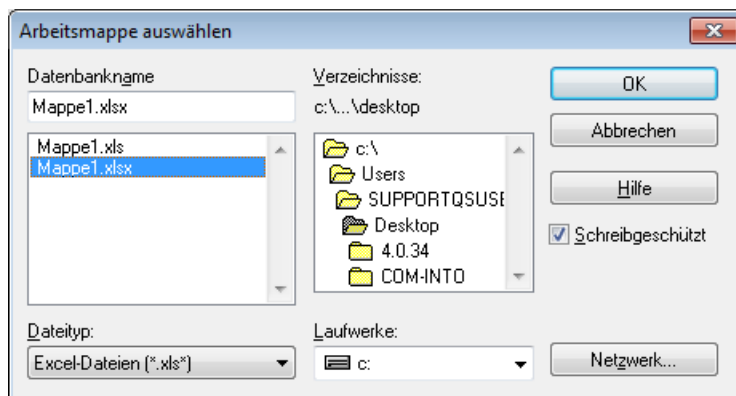 Arbeitsmappe auswählen
Datenbankname
Mappe1.xlsx
Mappe1.xls
Mappe1.xlsx
Dateityp:
Excel-Dateien (*.xls*)
Verzeichnisse:
c:\...\desktop
c:\
Users
SUPPORTQSUSE
Desktop
4.0.34
COM-INTO
Laufwerke:
c:
OK
Abbrechen
Hilfe
Schreibgeschützt
Netzwerk...